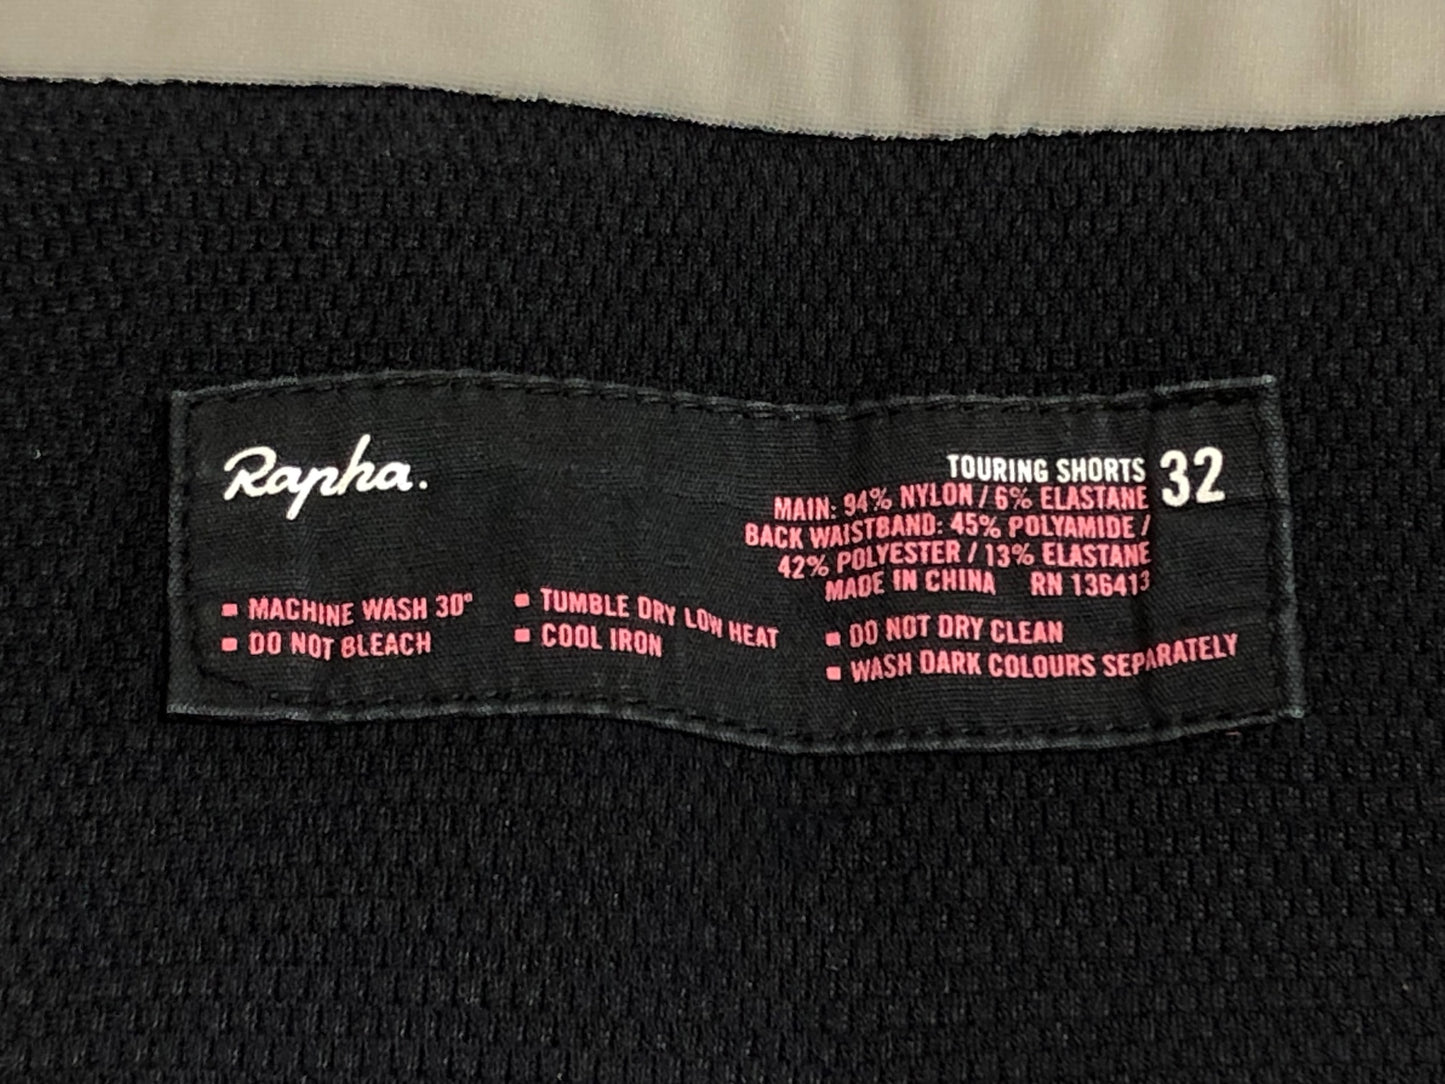 Rapha.
TOURING SHORTS 32
MAIN: 94% NYLON / 6% ELASTANE
BACK WAISTBAND: 45% POLYAMIDE /
42% POLYESTER / 13% ELASTANE
MADE IN CHINA RN 136413
▪ MACHINE WASH 30°
▪ DO NOT BLEACH
▪ TUMBLE DRY LOW HEAT
▪ COOL IRON
▪ DO NOT DRY CLEAN
▪ WASH DARK COLOURS SEPARATELY